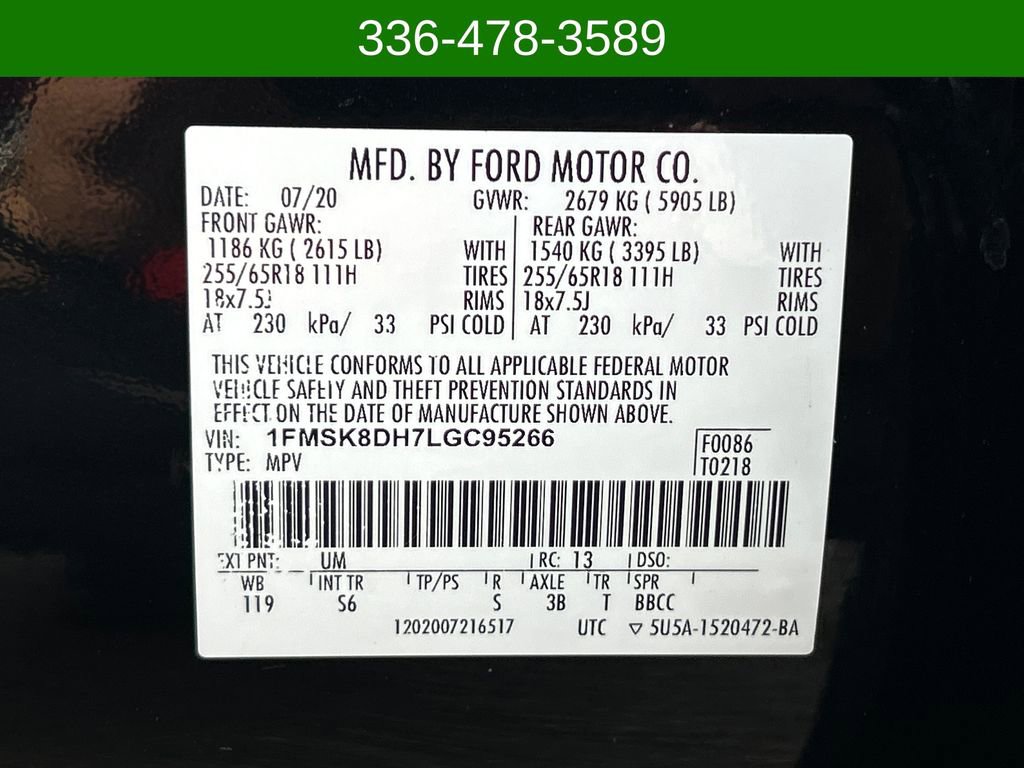 336-478-3589
MFD. BY FORD MOTOR CO.
DATE: 07/20 GVWR: 2679 KG ( 5905 LB)
FRONT GAWR: REAR GAWR:
1186 KG ( 2615 LB) WITH 1540 KG ( 3395 LB) WITH
255/65R18 111H TIRES 255/65R18 111H TIRES
18x7.5J RIMS 18x7.5J RIMS
AT 230 kPa/ 33 PSI COLD AT 230 kPa/ 33 PSI COLD
THIS VEHICLE CONFORMS TO ALL APPLICABLE FEDERAL MOTOR
VEHICLE SAFETY AND THEFT PREVENTION STANDARDS IN
EFFECT ON THE DATE OF MANUFACTURE SHOWN ABOVE.
VIN: 1FMSK8DH7LGC95266 F0086
TYPE: MPV T0218
EXT PNT: UM RC: 13 DSO:
WB INT TR TP/PS R AXLE TR SPR
119 S6 S 3B T BBCC
1202007216517 UTC ▽ 5U5A-1520472-BA